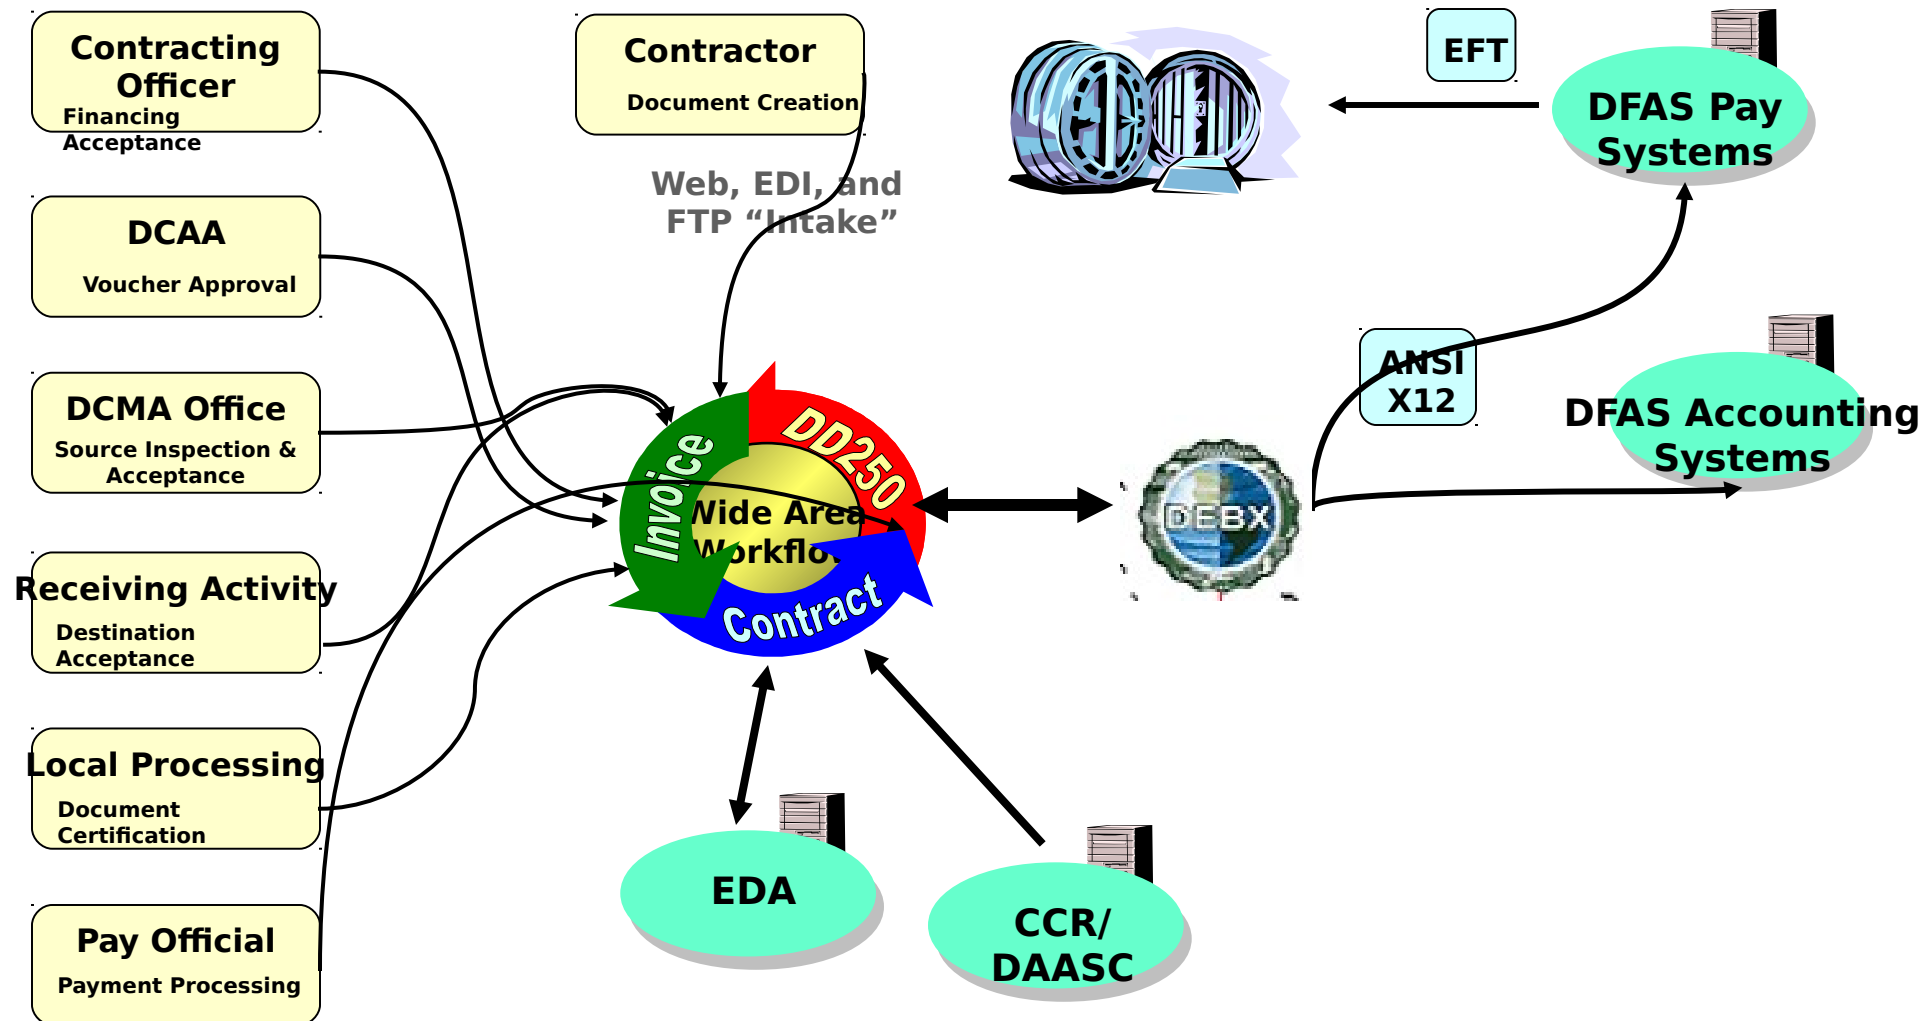 Contracting
Officer
Financing
Acceptance
Contractor
Document Creation
Web, EDI, and
FTP “Intake”
EFT
DFAS Pay
Systems
DCAA
Voucher Approval
DCMA Office
Source Inspection &
Acceptance
ANSI
X12
DFAS Accounting
Systems
Invoice
DD250
Contract
Wide Area
Workflow
DEBX
Receiving Activity
Destination
Acceptance
Local Processing
Document
Certification
Pay Official
Payment Processing
EDA
CCR/
DAASC